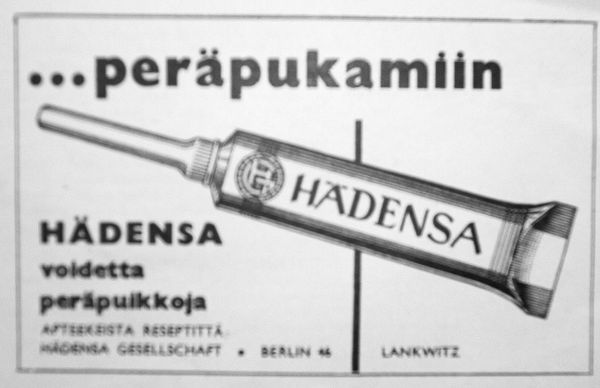 ...peräpukamiin
HÄDENSA
HÄDENSA
voidetta
peräpuikkoja
APTEEKEISTA RESEPTITTÄ
HÄDENSA GESELLSCHAFT • BERLIN 46 LANKWITZ